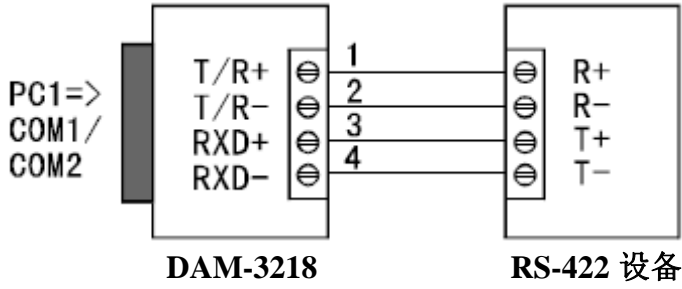 PC1=>
COM1/
COM2
T/R+
T/R-
RXD+
RXD-
1
2
3
4
R+
R-
T+
T-
DAM-3218
RS-422 设备